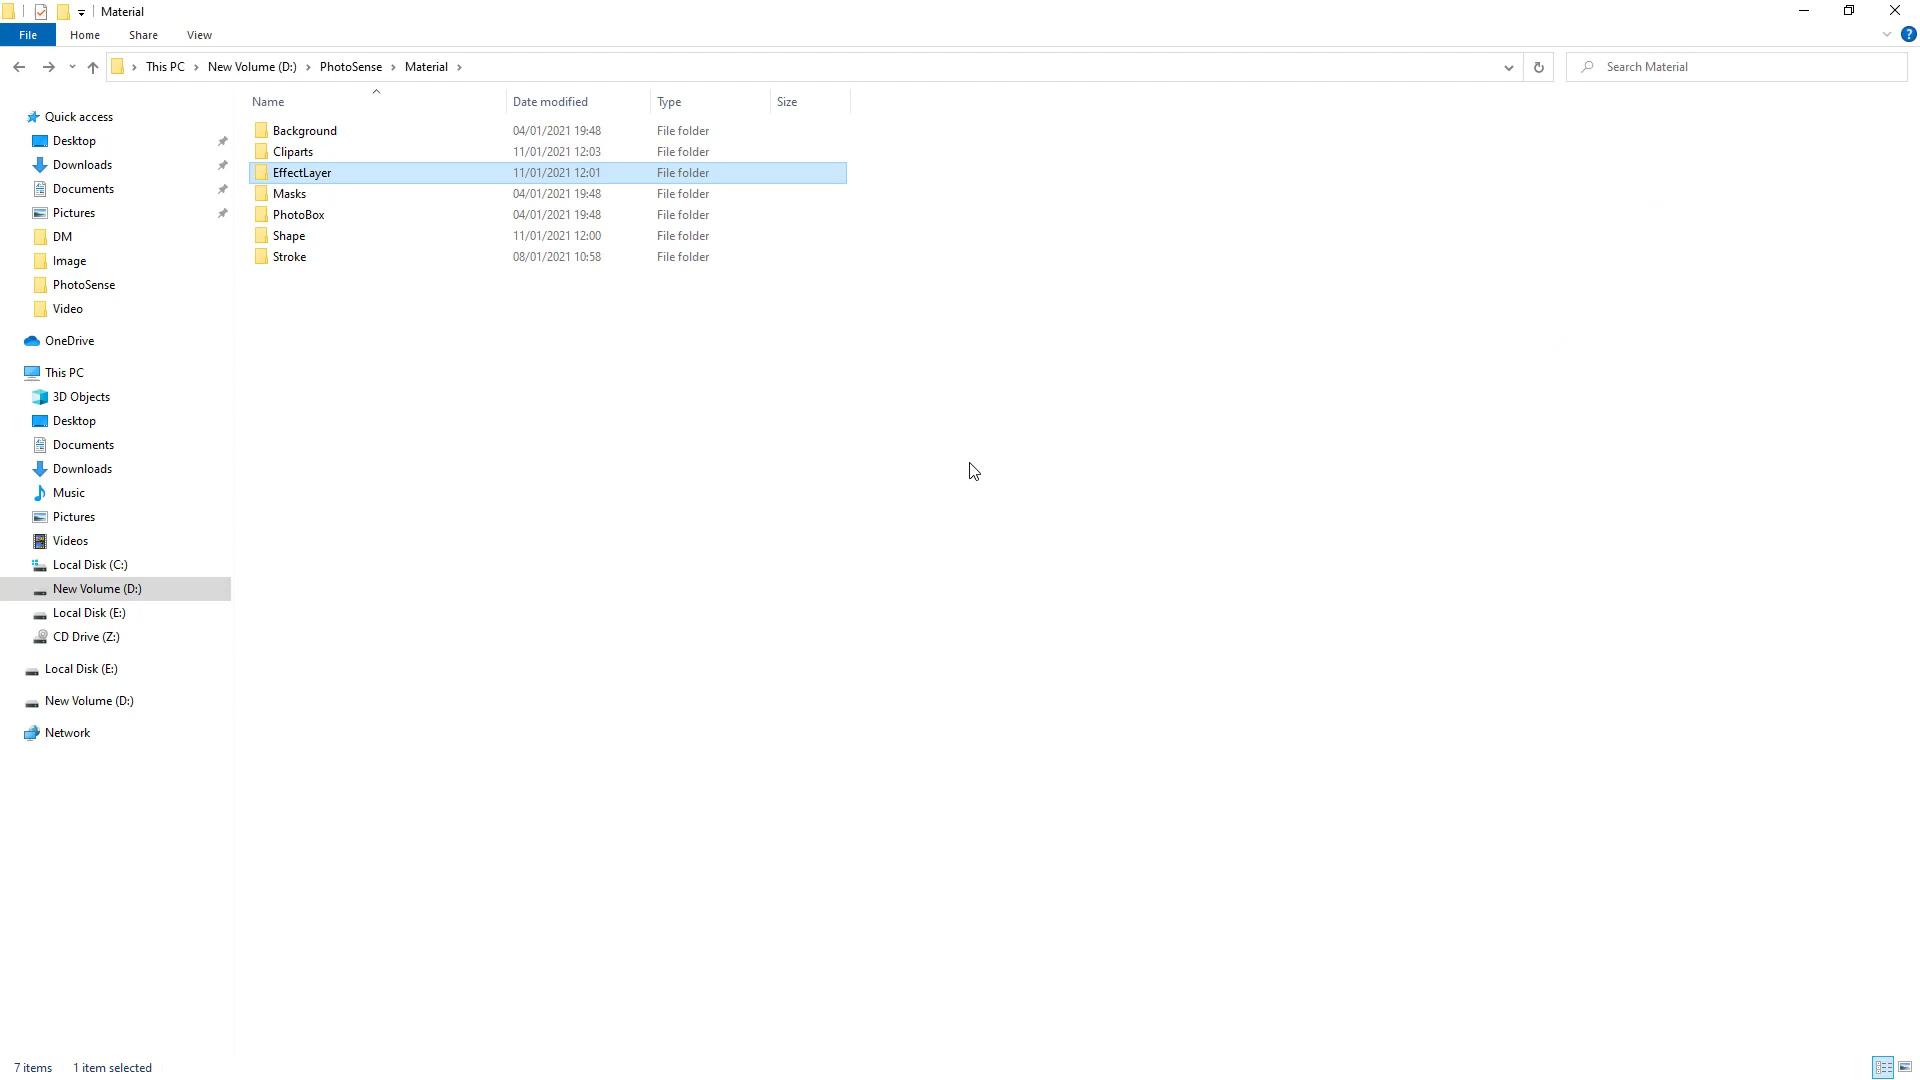 Material
File Home Share View ?
This PC New Volume (D:) PhotoSense Material Search Material
Name Date modified Type Size
Quick access
Desktop
Downloads
Documents
Pictures
DM
Image
PhotoSense
Video
OneDrive
This PC
3D Objects
Desktop
Documents
Downloads
Music
Pictures
Videos
Local Disk (C:)
New Volume (D:)
Local Disk (E:)
CD Drive (Z:)
Local Disk (E:)
New Volume (D:)
Network
Background 04/01/2021 19:48 File folder
Cliparts 11/01/2021 12:03 File folder
EffectLayer 11/01/2021 12:01 File folder
Masks 04/01/2021 19:48 File folder
PhotoBox 04/01/2021 19:48 File folder
Shape 11/01/2021 12:00 File folder
Stroke 08/01/2021 10:58 File folder
7 items 1 item selected